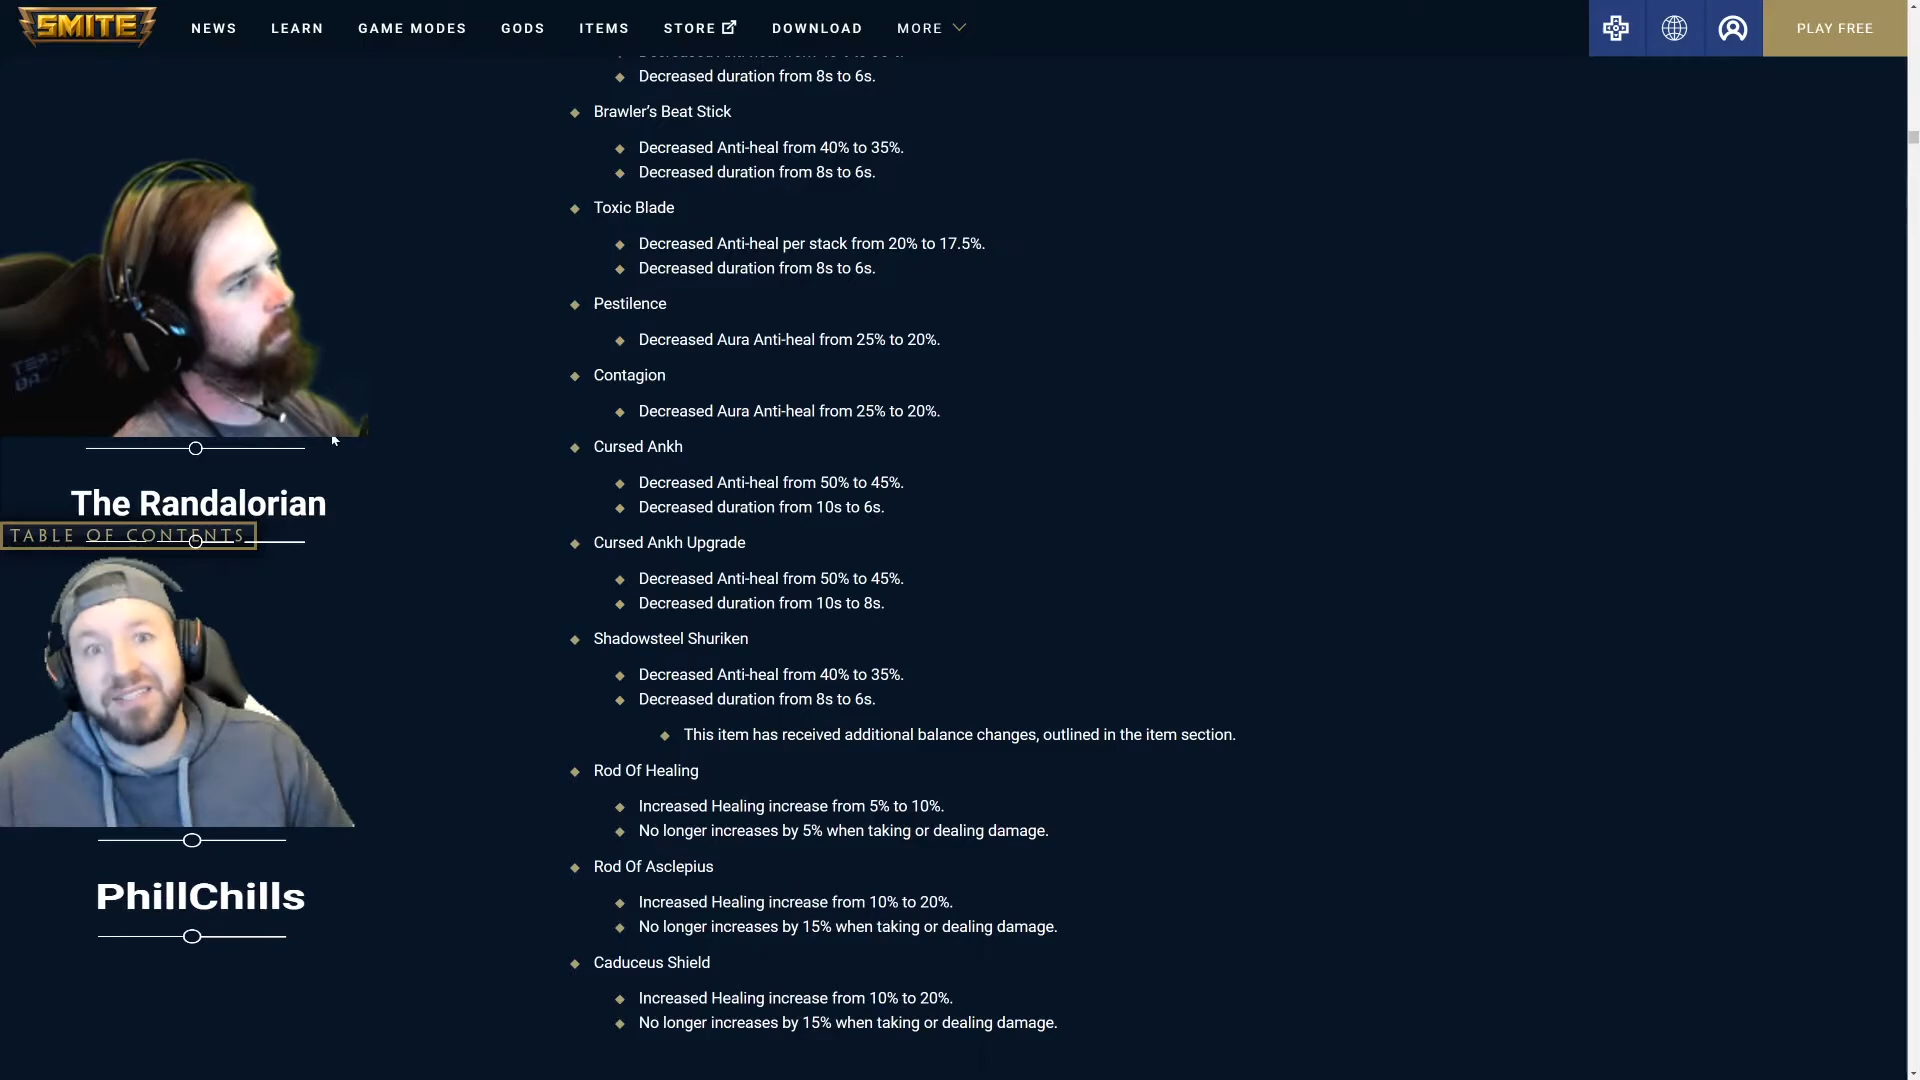 SMITE
NEWS LEARN GAME MODES GODS ITEMS STORE DOWNLOAD MORE PLAY FREE
Decreased duration from 8s to 6s.
Brawler’s Beat Stick
Decreased Anti-heal from 40% to 35%.
Decreased duration from 8s to 6s.
Toxic Blade
Decreased Anti-heal per stack from 20% to 17.5%.
Decreased duration from 8s to 6s.
Pestilence
Decreased Aura Anti-heal from 25% to 20%.
Contagion
Decreased Aura Anti-heal from 25% to 20%.
Cursed Ankh
Decreased Anti-heal from 50% to 45%.
Decreased duration from 10s to 6s.
Cursed Ankh Upgrade
Decreased Anti-heal from 50% to 45%.
Decreased duration from 10s to 8s.
Shadowsteel Shuriken
Decreased Anti-heal from 40% to 35%.
Decreased duration from 8s to 6s.
This item has received additional balance changes, outlined in the item section.
Rod Of Healing
Increased Healing increase from 5% to 10%.
No longer increases by 5% when taking or dealing damage.
Rod Of Asclepius
Increased Healing increase from 10% to 20%.
No longer increases by 15% when taking or dealing damage.
Caduceus Shield
Increased Healing increase from 10% to 20%.
No longer increases by 15% when taking or dealing damage.
The Randalorian
TABLE OF CONTENTS
PhillChills